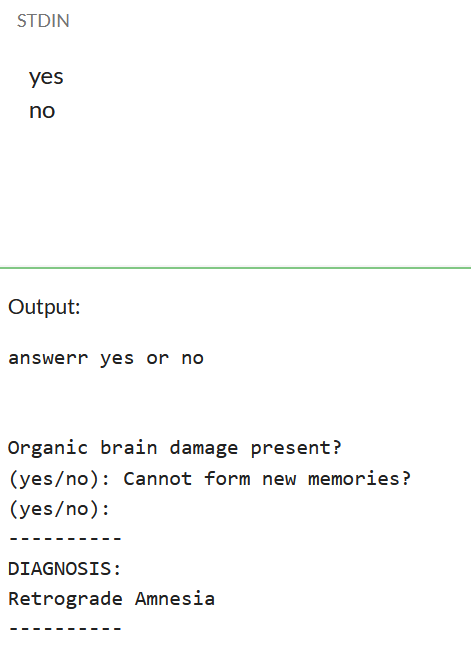 STDIN
yes
no
Output:
answerr yes or no
Organic brain damage present?
(yes/no): Cannot form new memories?
(yes/no):
----------
DIAGNOSIS:
Retrograde Amnesia
----------